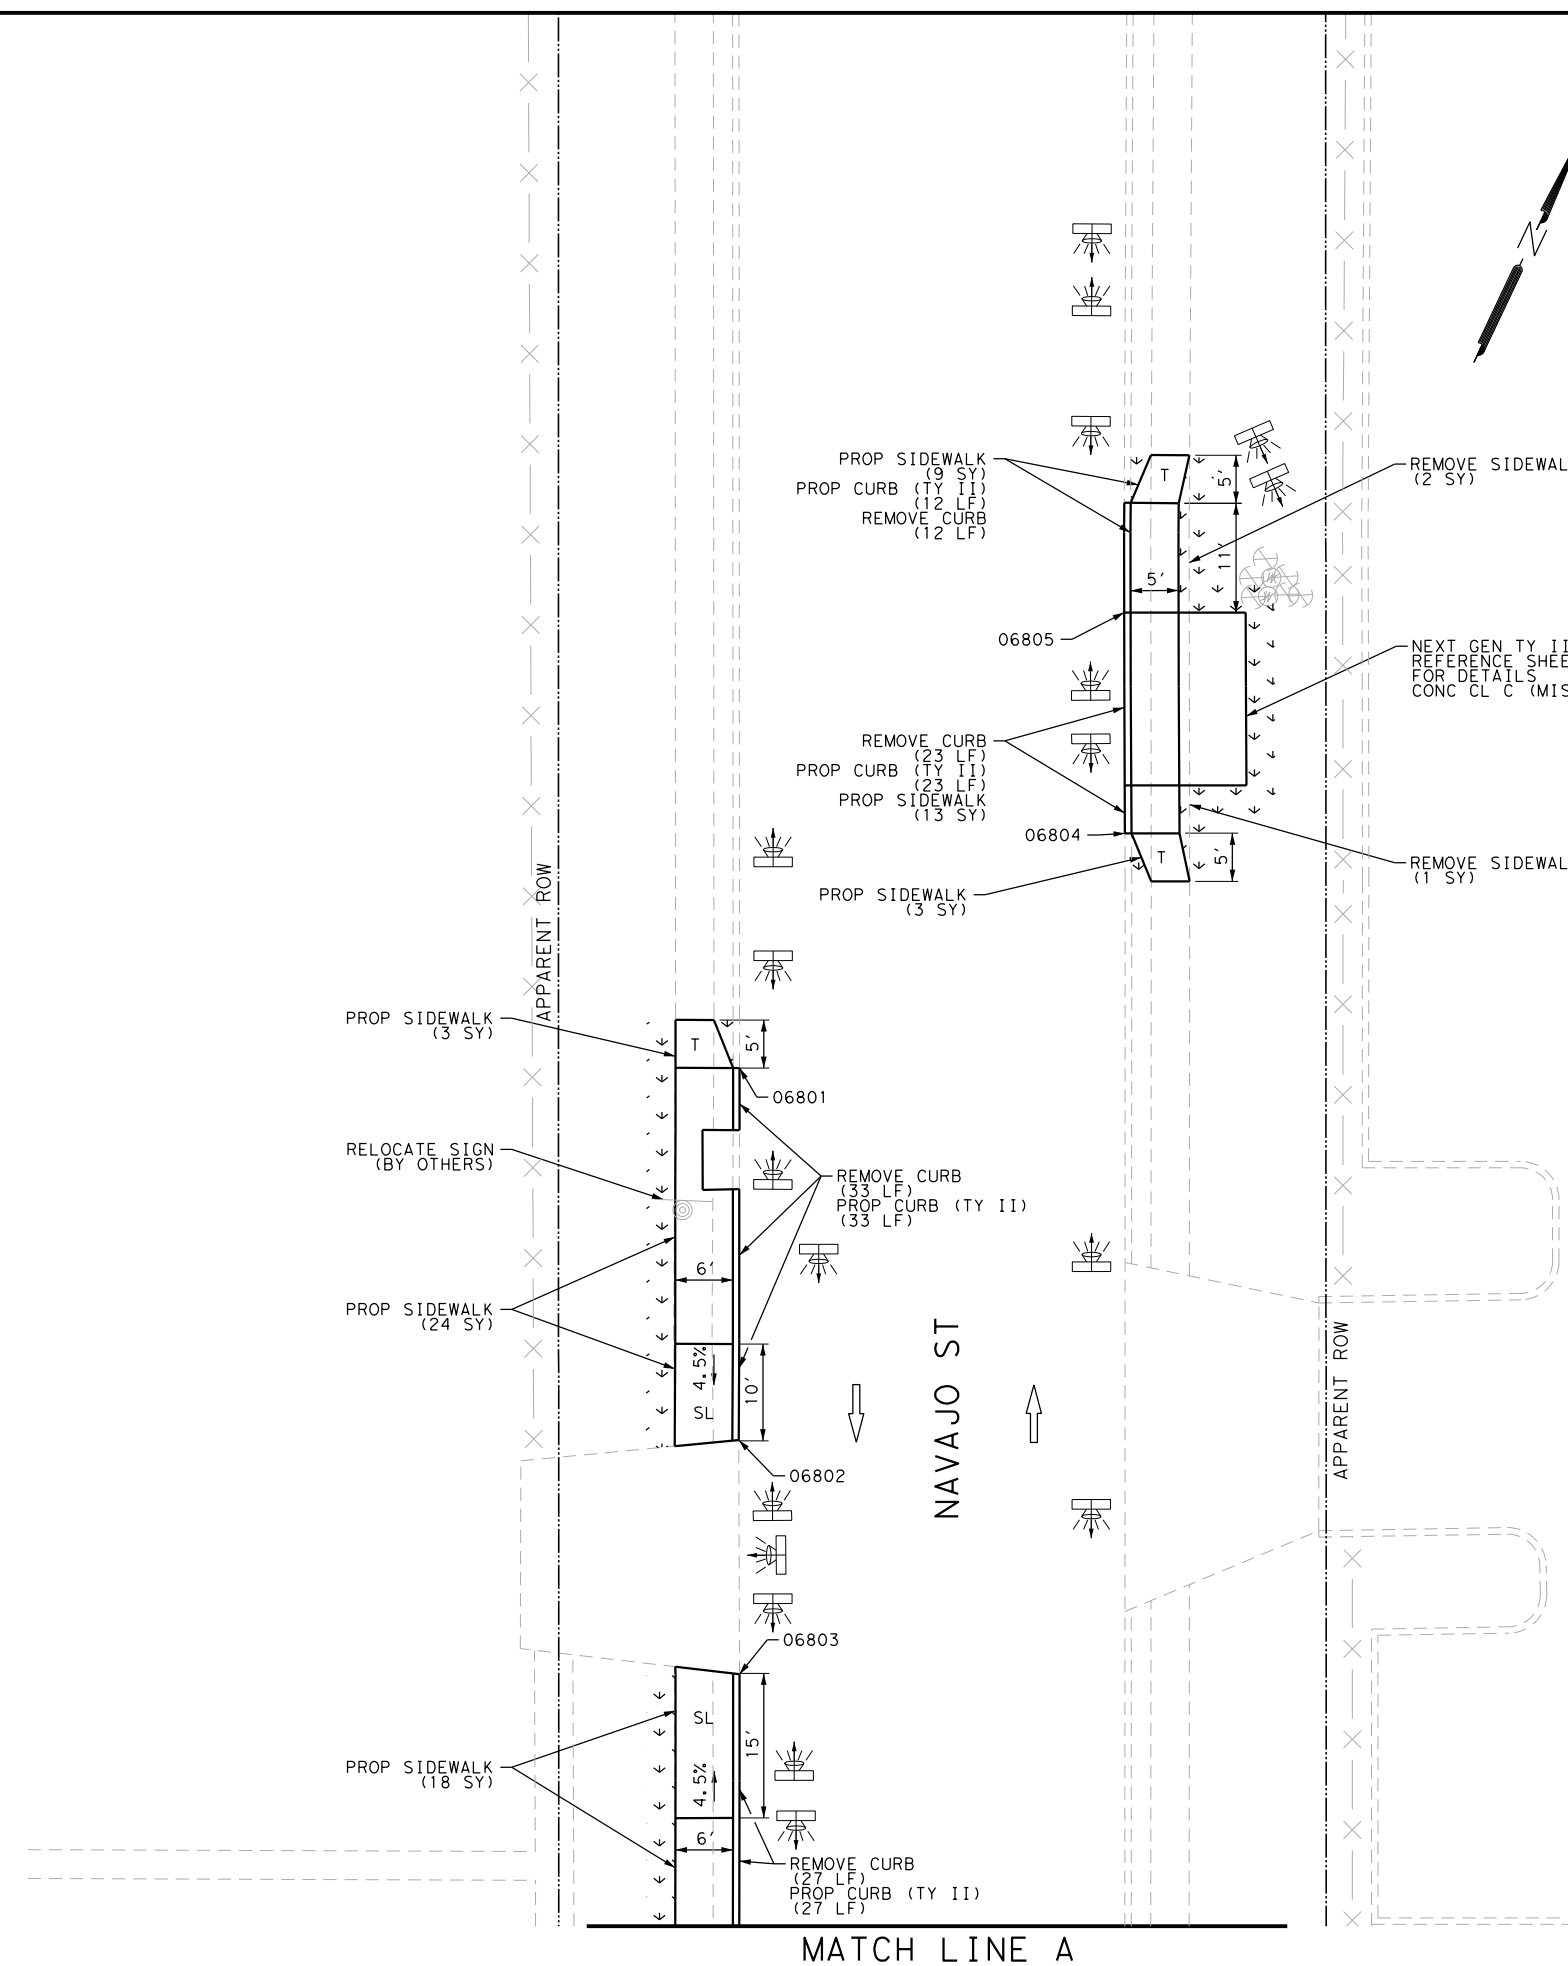 N
PROP SIDEWALK
(9 SY)
PROP CURB (TY II)
(12 LF)
REMOVE CURB
(12 LF)
T
5'
REMOVE SIDEWAL
(2 SY)
11'
5'
06805
NEXT GEN TY II
REFERENCE SHEE
FOR DETAILS
CONC CL C (MIS
REMOVE CURB
(23 LF)
PROP CURB (TY II)
(23 LF)
PROP SIDEWALK
(13 SY)
06804
T
5'
REMOVE SIDEWAL
(1 SY)
PROP SIDEWALK
(3 SY)
APPARENT ROW
PROP SIDEWALK
(3 SY)
T
5'
06801
RELOCATE SIGN
(BY OTHERS)
REMOVE CURB
(33 LF)
PROP CURB (TY II)
(33 LF)
6'
PROP SIDEWALK
(24 SY)
4.5%
10'
SL
NAVAJO ST
APPARENT ROW
06802
06803
SL
15'
4.5%
PROP SIDEWALK
(18 SY)
6'
REMOVE CURB
(27 LF)
PROP CURB (TY II)
(27 LF)
MATCH LINE A